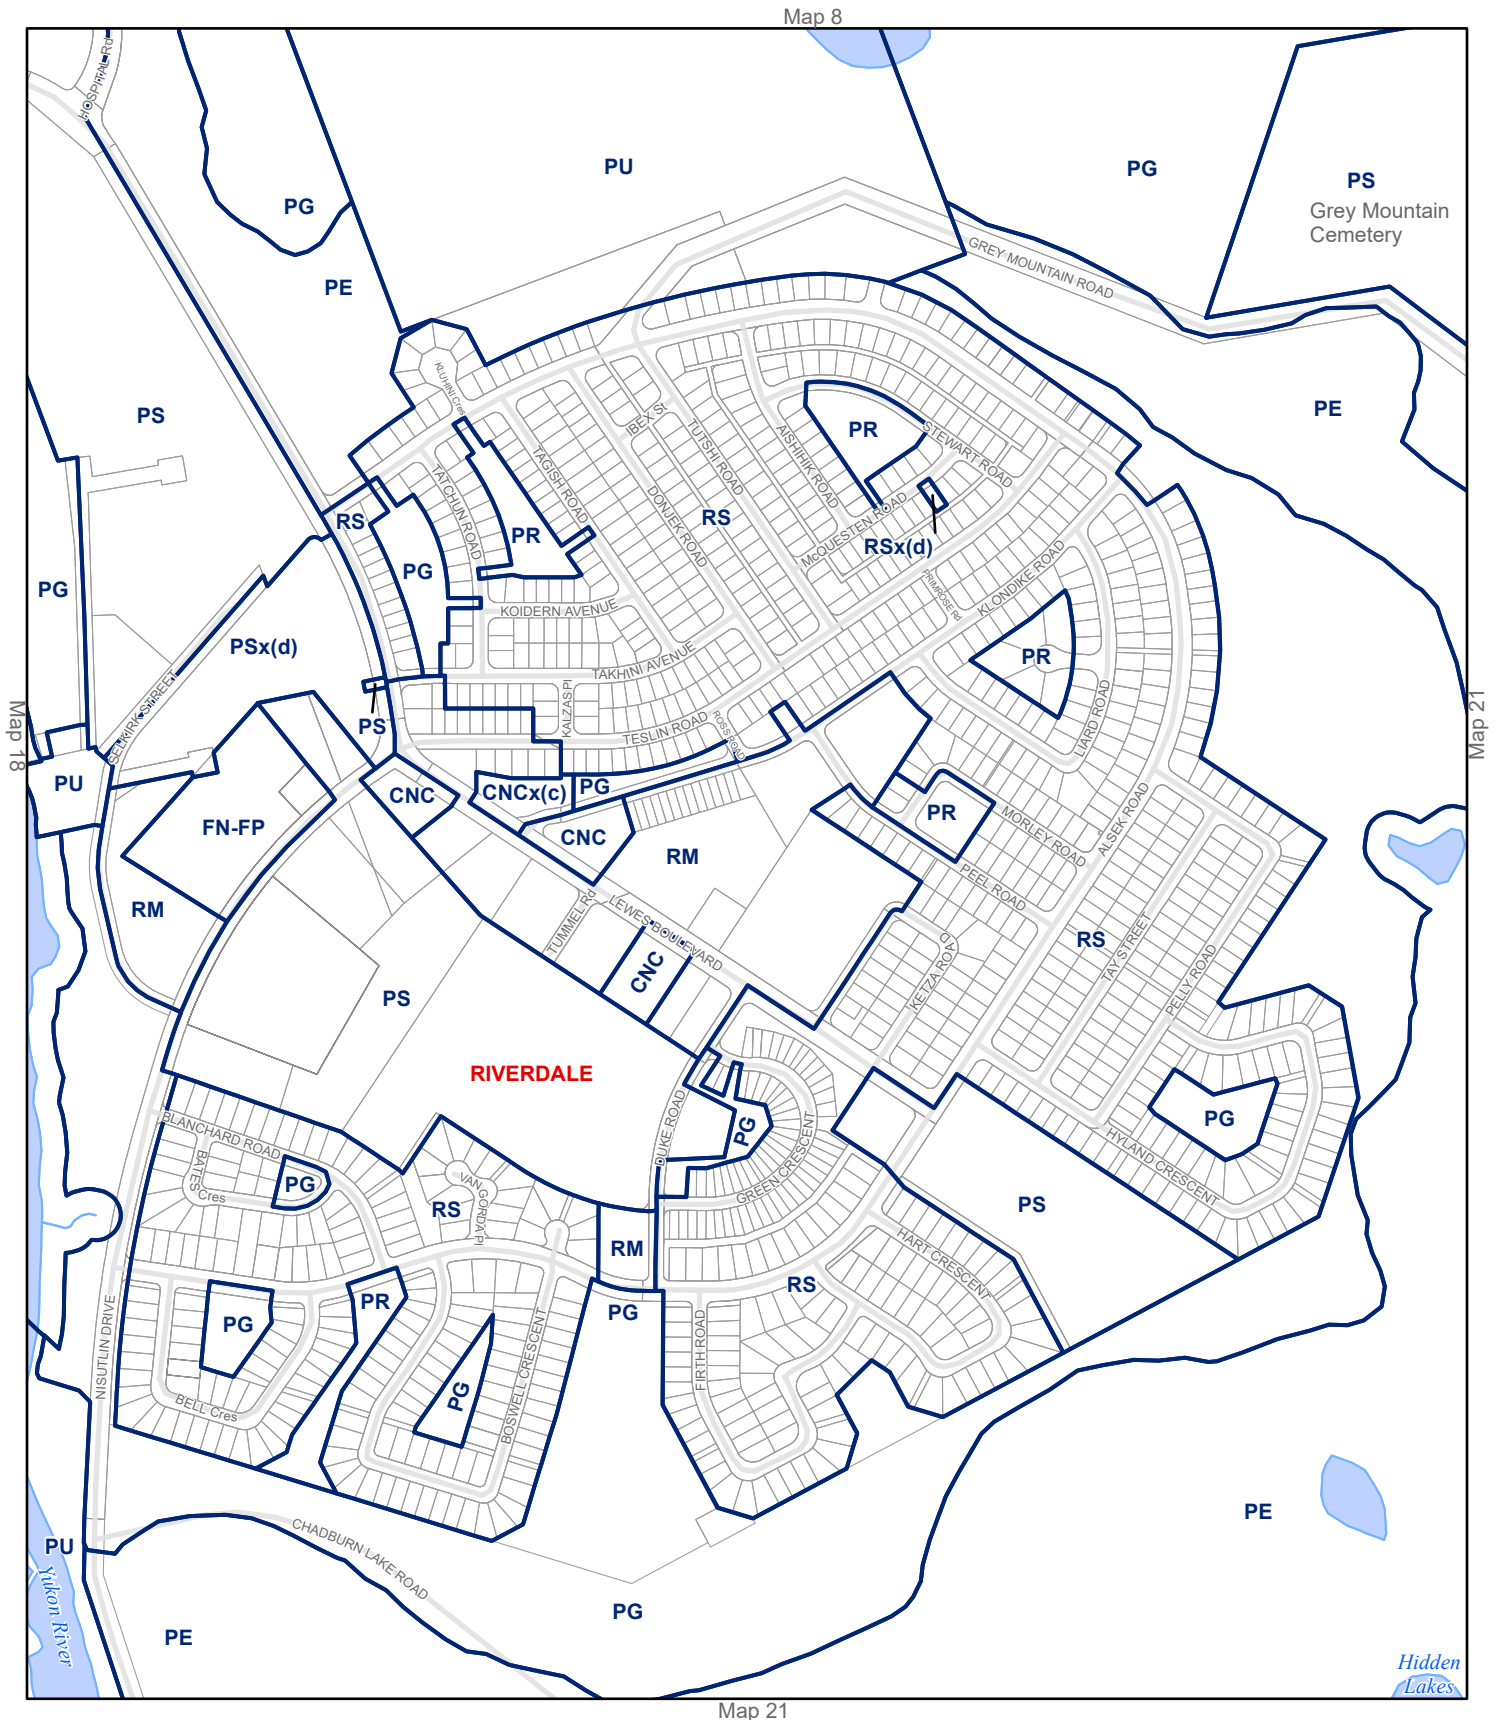 Map 8
HOSPITAL Rd
PU
PG
PS
Grey Mountain
Cemetery
PG
GREY MOUNTAIN ROAD
PE
KLUHINI Cres
PS
PE
IBEX St
PR
STEWART ROAD
TUTSHI ROAD
AISHIHIK ROAD
TAGISH ROAD
TATCHUN ROAD
DONJEK ROAD
RS
RS
PR
McQUESTEN ROAD
RSx(d)
PG
PG
PRIMROSE Rd
KLONDIKE ROAD
KOIDERN AVENUE
PSx(d)
TAKHINI AVENUE
PR
SELKIRK STREET
PS
KALZAS Pl
TESLIN ROAD
ROSS ROAD
LIARD ROAD
Map 18
Map 21
PU
CNC
CNCx(c)
PG
PR
FN-FP
CNC
MORLEY ROAD
ALSEK ROAD
RM
PEEL ROAD
RM
TUMMEL Rd
LEWES BOULEVARD
RS
TAY STREET
PELLY ROAD
KETZA ROAD
CNC
PS
RIVERDALE
DUKE ROAD
PG
PG
BLANCHARD ROAD
HYLAND CRESCENT
BATES
Cres
PG
VAN GORDA Pl
GREEN CRESCENT
RS
PS
RM
HART CRESCENT
RS
PR
PG
PG
NISUTLIN DRIVE
BOSWELL CRESCENT
FIRTH ROAD
PG
BELL Cres
PE
CHADBURN LAKE ROAD
PU
Yukon River
PG
PE
Hidden
Lakes
Map 21